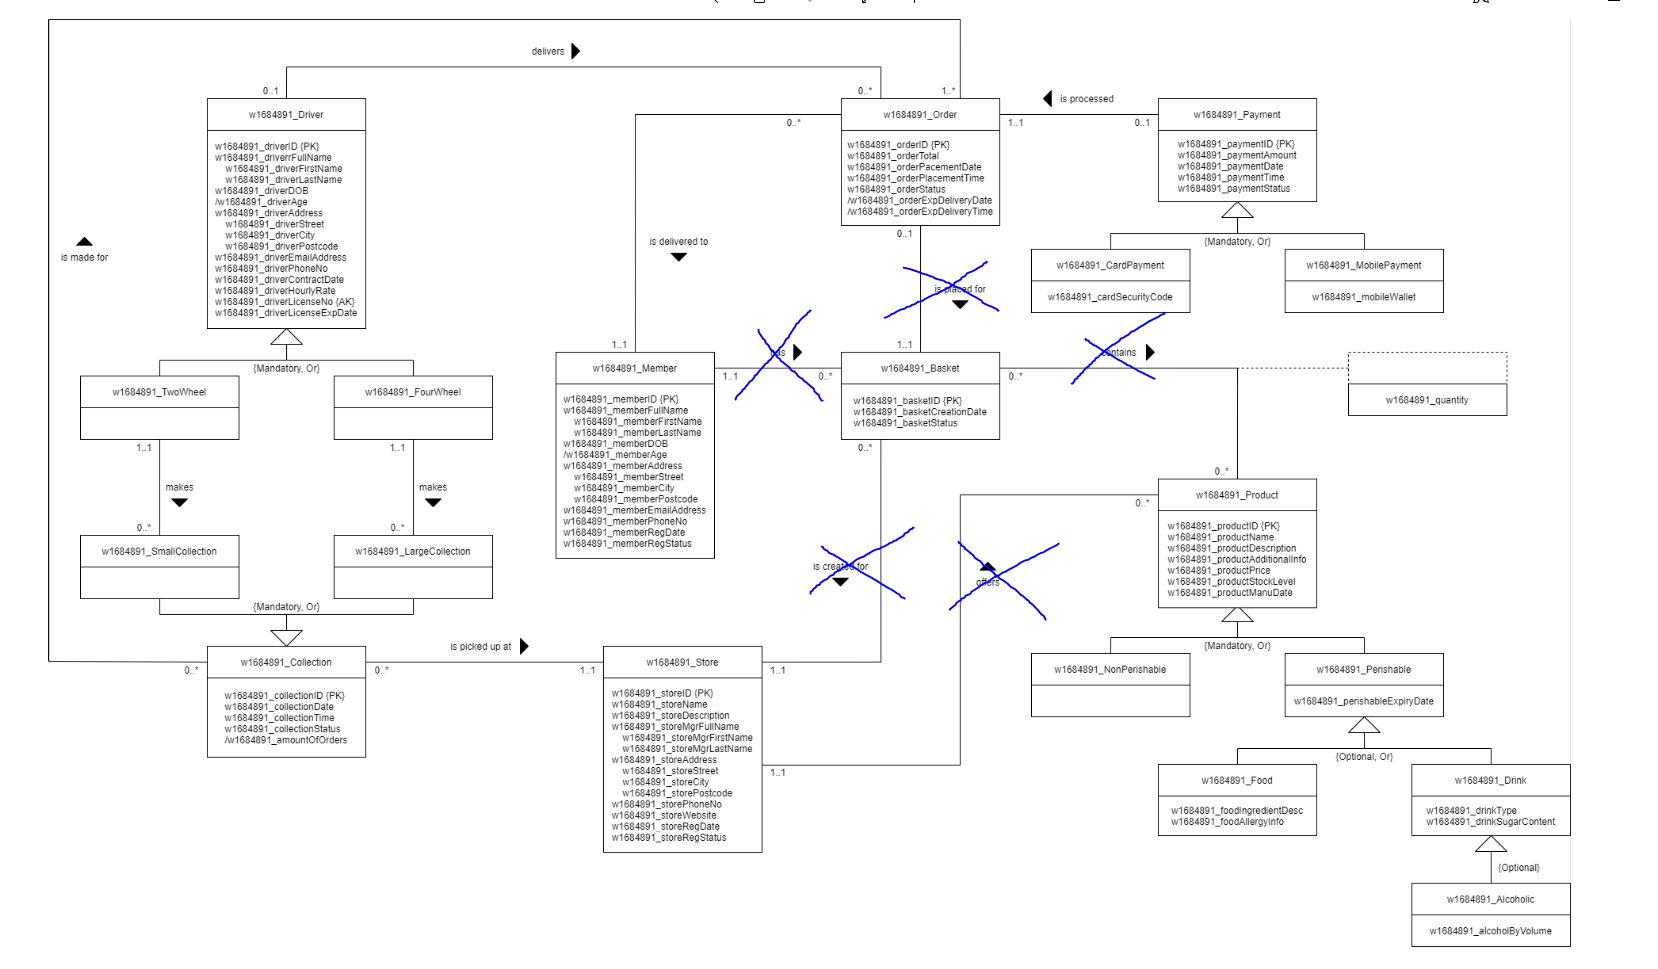 delivers
0..1
0..*
1..*
is processed
w1684891_Driver
w1684891_driverID {PK}
w1684891_driverrFullName
w1684891_driverFirstName
w1684891_driverLastName
w1684891_driverDOB
/w1684891_driverAge
w1684891_driverAddress
w1684891_driverStreet
w1684891_driverCity
w1684891_driverPostcode
w1684891_driverEmailAddress
w1684891_driverPhoneNo
w1684891_driverContractDate
w1684891_driverHourlyRate
w1684891_driverLicenseNo {AK}
w1684891_driverLicenseExpDate
0..*
w1684891_Order
w1684891_orderID {PK}
w1684891_orderTotal
w1684891_orderPacementDate
w1684891_orderPlacementTime
w1684891_orderStatus
/w1684891_orderExpDeliveryDate
/w1684891_orderExpDeliveryTime
1..1
0..1
w1684891_Payment
w1684891_paymentID {PK}
w1684891_paymentAmount
w1684891_paymentDate
w1684891_paymentTime
w1684891_paymentStatus
{Mandatory, Or}
w1684891_CardPayment
w1684891_cardSecurityCode
w1684891_MobilePayment
w1684891_mobileWallet
is made for
is delivered to
0..1
is placed for
1..1
1..1
{Mandatory, Or}
w1684891_TwoWheel
w1684891_FourWheel
1..1
1..1
makes
makes
0..*
0..*
w1684891_SmallCollection
w1684891_LargeCollection
{Mandatory, Or}
w1684891_Member
w1684891_memberID {PK}
w1684891_memberFullName
w1684891_memberFirstName
w1684891_memberLastName
w1684891_memberDOB
/w1684891_memberAge
w1684891_memberAddress
w1684891_memberStreet
w1684891_memberCity
w1684891_memberPostcode
w1684891_memberEmailAddress
w1684891_memberPhoneNo
w1684891_memberRegDate
w1684891_memberRegStatus
has
1..1
0..*
w1684891_Basket
w1684891_basketID {PK}
w1684891_basketCreationDate
w1684891_basketStatus
contains
0..*
w1684891_quantity
0..*
0..*
0..*
w1684891_Product
w1684891_productID {PK}
w1684891_productName
w1684891_productDescription
w1684891_productAdditionalInfo
w1684891_productPrice
w1684891_productStockLevel
w1684891_productManuDate
is created for
offers
{Mandatory, Or}
w1684891_NonPerishable
w1684891_Perishable
w1684891_perishableExpiryDate
{Optional, Or}
w1684891_Food
w1684891_foodIngredientDesc
w1684891_foodAllergyInfo
w1684891_Drink
w1684891_drinkType
w1684891_drinkSugarContent
{Optional}
w1684891_Alcoholic
w1684891_alcoholByVolume
0..*
w1684891_Collection
w1684891_collectionID {PK}
w1684891_collectionDate
w1684891_collectionTime
w1684891_collectionStatus
/w1684891_amountOfOrders
0..*
is picked up at
1..1
w1684891_Store
w1684891_storeID {PK}
w1684891_storeName
w1684891_storeDescription
w1684891_storeMgrFullName
w1684891_storeMgrFirstName
w1684891_storeMgrLastName
w1684891_storeAddress
w1684891_storeStreet
w1684891_storeCity
w1684891_storePostcode
w1684891_storePhoneNo
w1684891_storeWebsite
w1684891_storeRegDate
w1684891_storeRegStatus
1..1
1..1